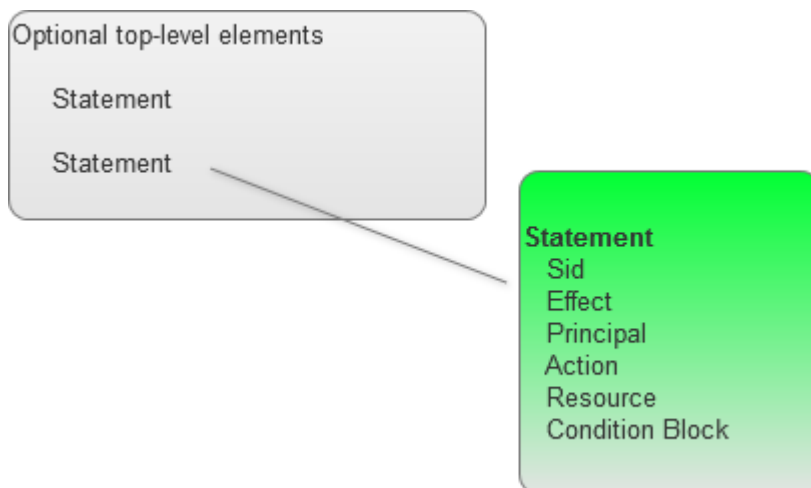 Optional top-level elements
Statement
Statement
Statement
Sid
Effect
Principal
Action
Resource
Condition Block